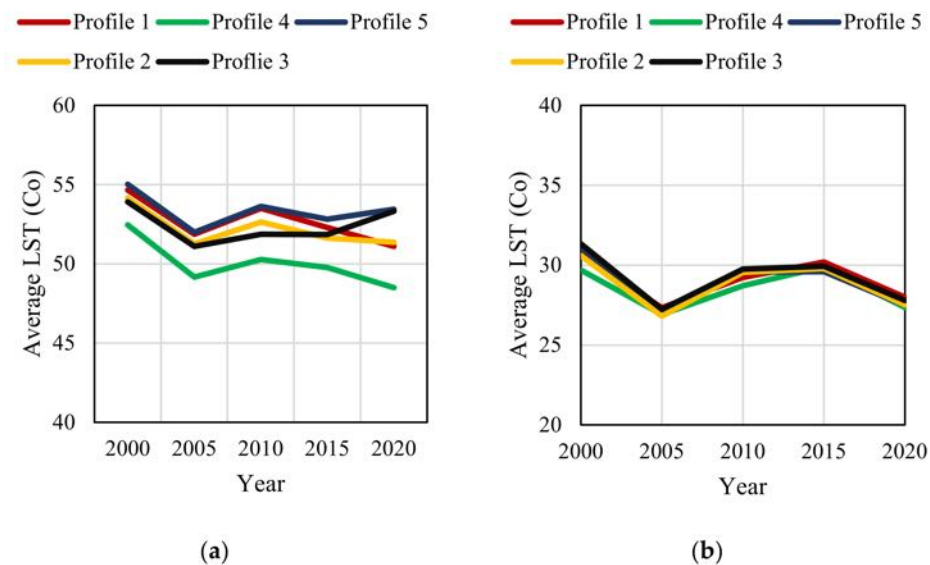 Profile 1 Profile 4 Profile 5
Profile 2 Proflie 3
60
55
50
45
40
Average LST (Co)
2000 2005 2010 2015 2020
Year
(a)
Profile 1 Profile 4 Profile 5
Profile 2 Profile 3
40
35
30
25
20
Average LST (Co)
2000 2005 2010 2015 2020
Year
(b)